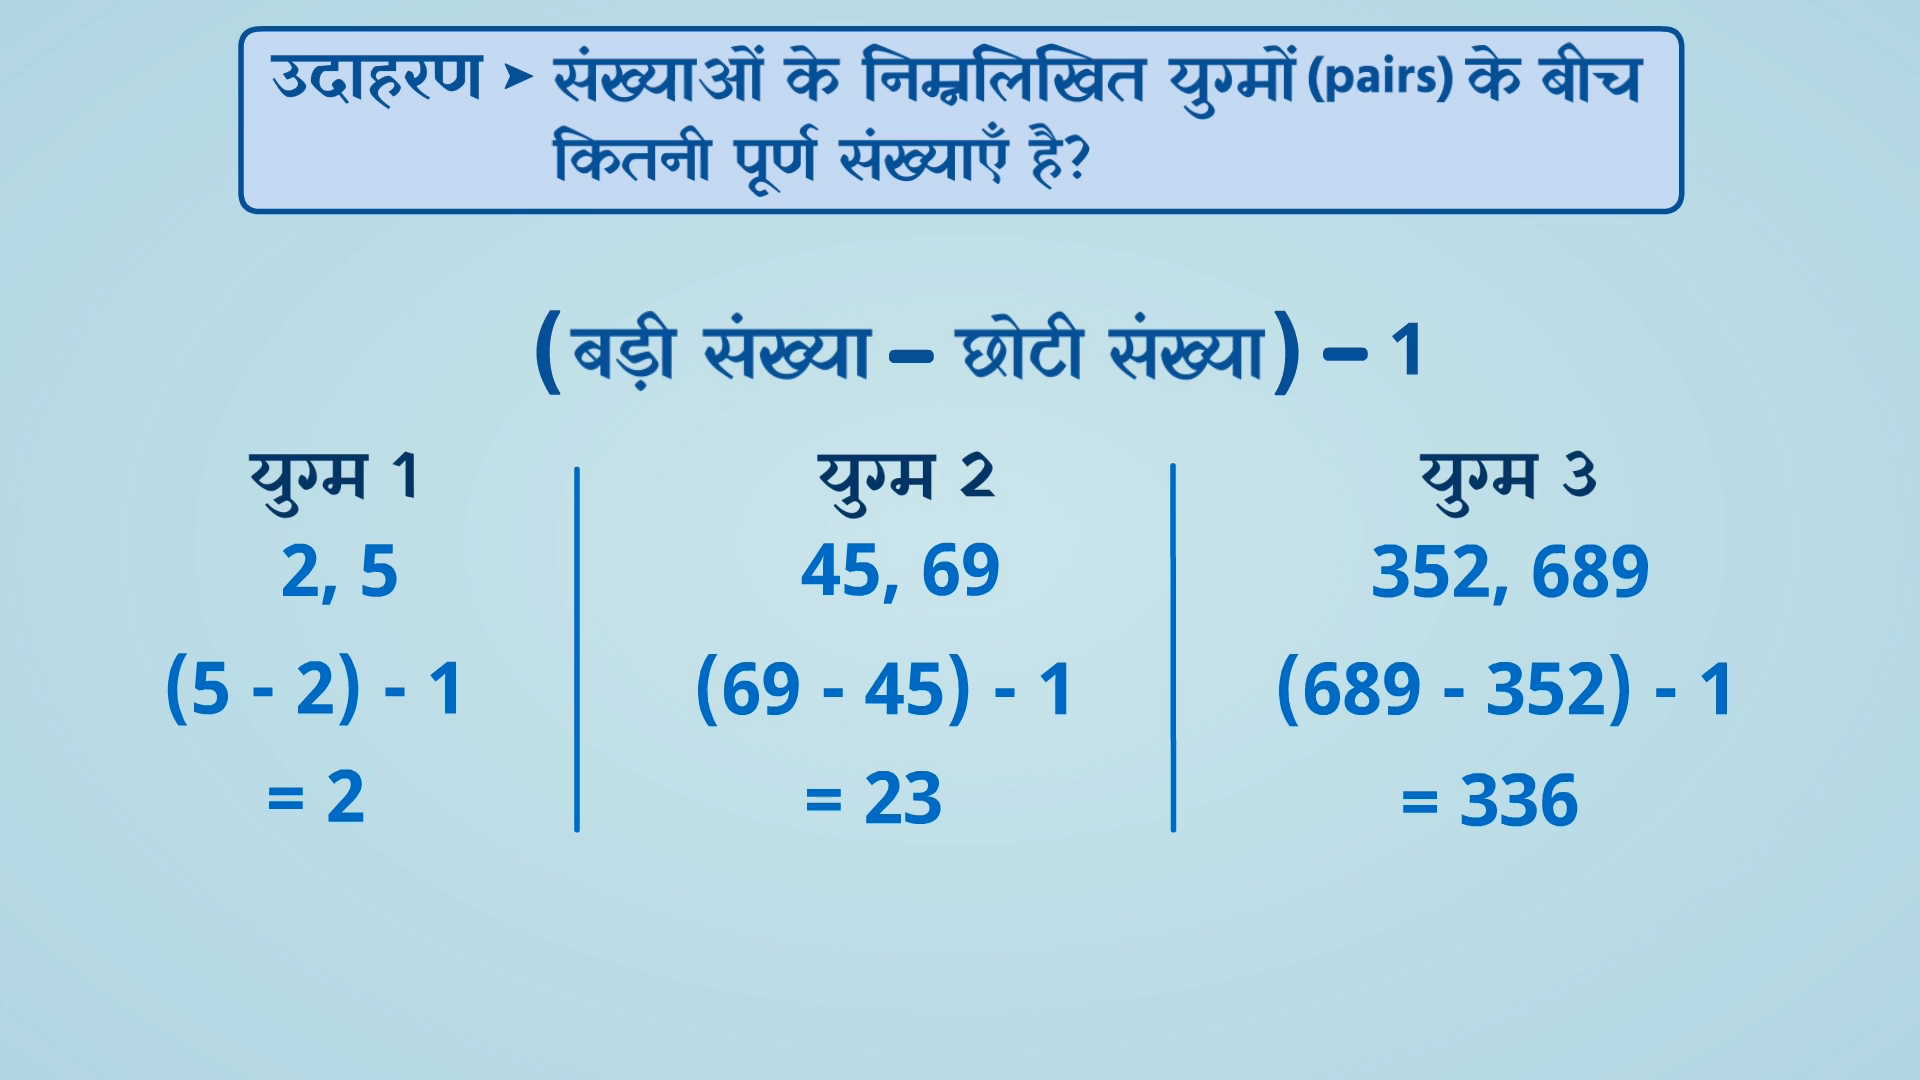 उदाहरण ➤ संख्याओं के निम्नलिखित युग्मों (pairs) के बीच
कितनी पूर्ण संख्याएँ है?
(बड़ी संख्या – छोटी संख्या) – 1
युग्म 1
2, 5
(5 - 2) - 1
= 2
युग्म 2
45, 69
(69 - 45) - 1
= 23
युग्म 3
352, 689
(689 - 352) - 1
= 336